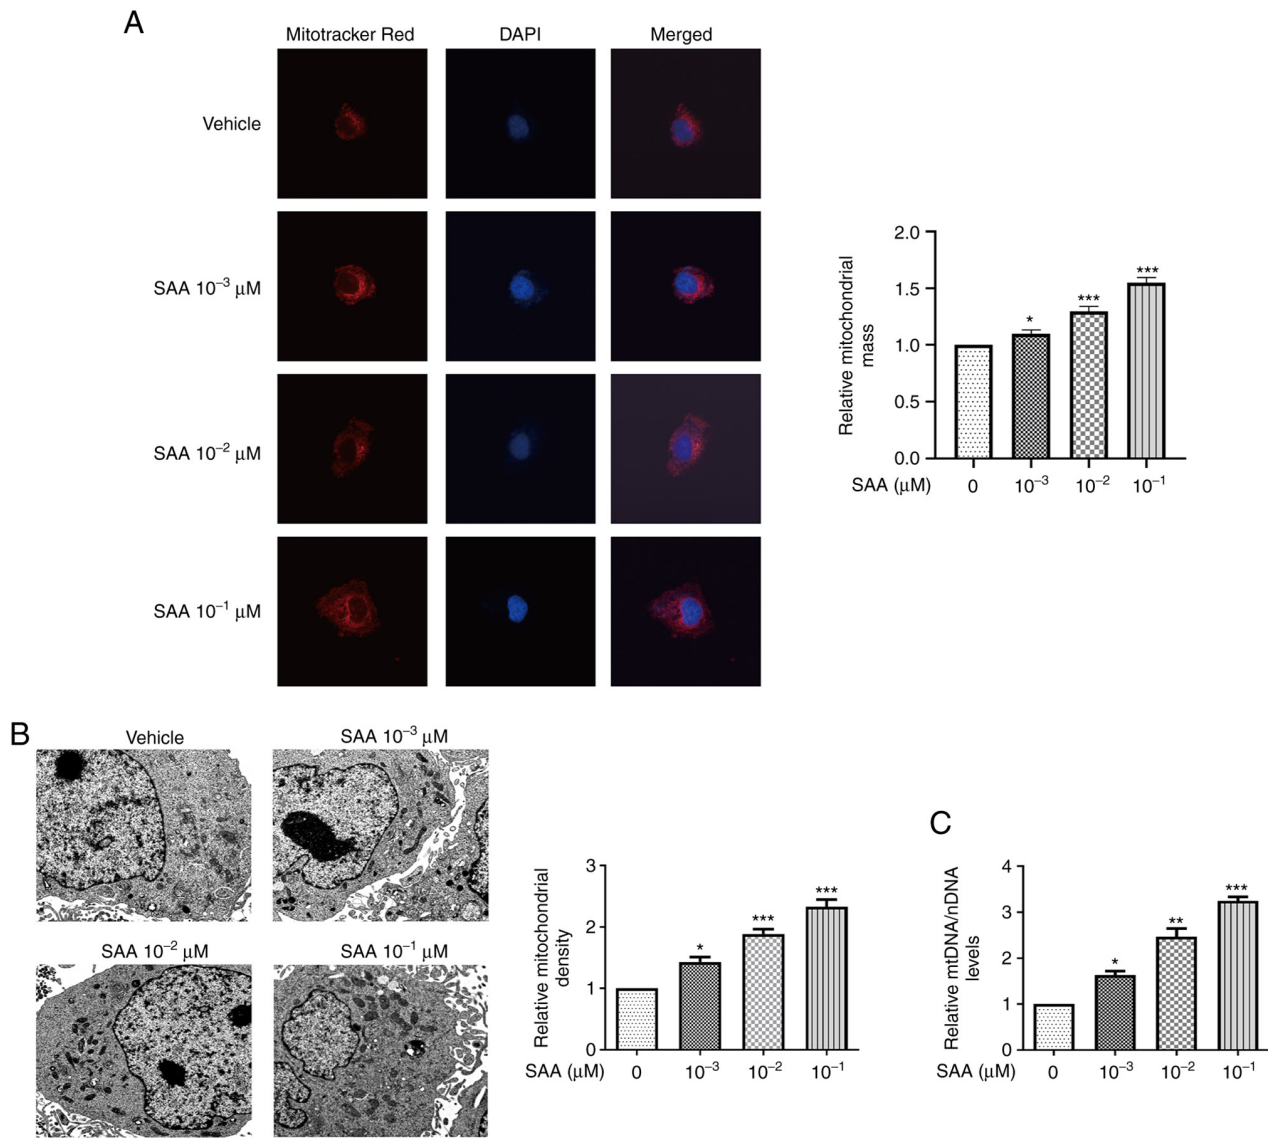 A
Mitotracker Red DAPI Merged
Vehicle
SAA 10⁻³ μM
SAA 10⁻² μM
SAA 10⁻¹ μM
Relative mitochondrial
mass
2.0
1.5
1.0
0.5
0.0
*
***
***
SAA (μM) 0 10⁻³ 10⁻² 10⁻¹
B
Vehicle
SAA 10⁻³ μM
SAA 10⁻² μM
SAA 10⁻¹ μM
Relative mitochondrial
density
3
2
1
0
*
***
***
SAA (μM) 0 10⁻³ 10⁻² 10⁻¹
C
Relative mtDNA/nDNA
levels
4
3
2
1
0
*
**
***
SAA (μM) 0 10⁻³ 10⁻² 10⁻¹